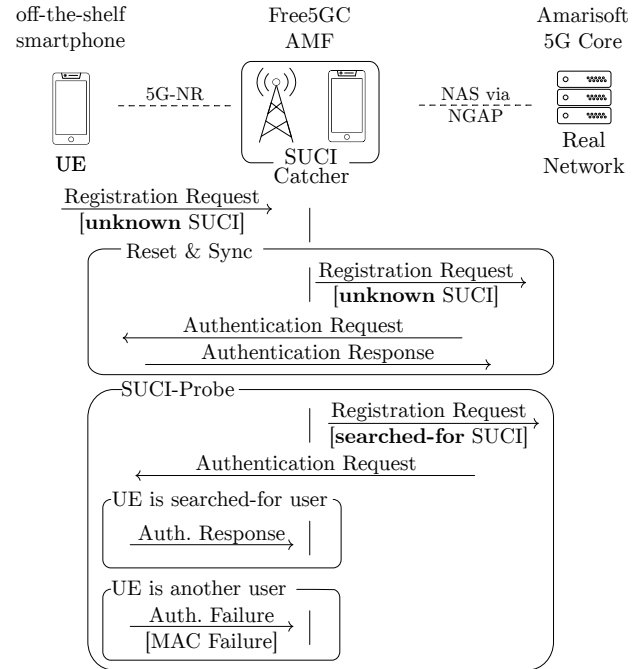 off-the-shelf
smartphone
Free5GC
AMF
Amarisoft
5G Core
5G-NR
NAS via
NGAP
UE
SUCI
Catcher
Real
Network
Registration Request
[unknown SUCI]
Reset & Sync
Registration Request
[unknown SUCI]
Authentication Request
Authentication Response
SUCI-Probe
Registration Request
[searched-for SUCI]
Authentication Request
UE is searched-for user
Auth. Response
UE is another user
Auth. Failure
[MAC Failure]